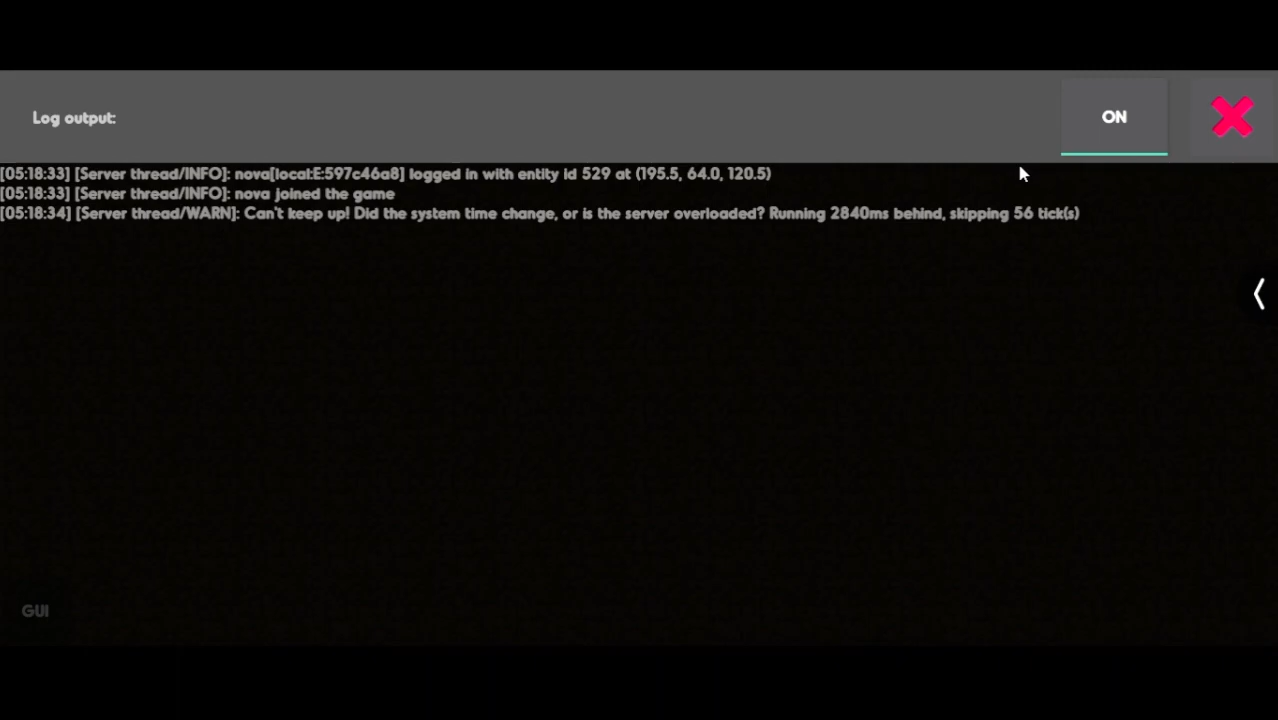 Log output:
ON
[05:18:33] [Server thread/INFO]: nova[local:E:597c46a8] logged in with entity id 529 at (195.5, 64.0, 120.5)
[05:18:33] [Server thread/INFO]: nova joined the game
[05:18:34] [Server thread/WARN]: Can't keep up! Did the system time change, or is the server overloaded? Running 2840ms behind, skipping 56 tick(s)
GUI